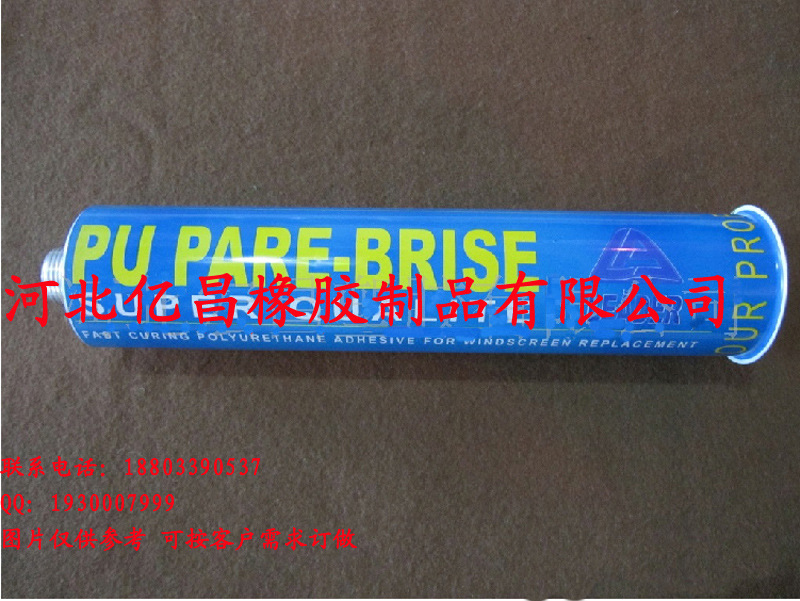 PU PARE-BRISE
河北亿昌橡胶制品有限公司
FAST CURING POLYURETHANE ADHESIVE FOR WINDSCREEN REPLACEMENT
OUR PRO
联系电话：18803390537
QQ：1930007999
图片仅供参考 可按客户需求订做